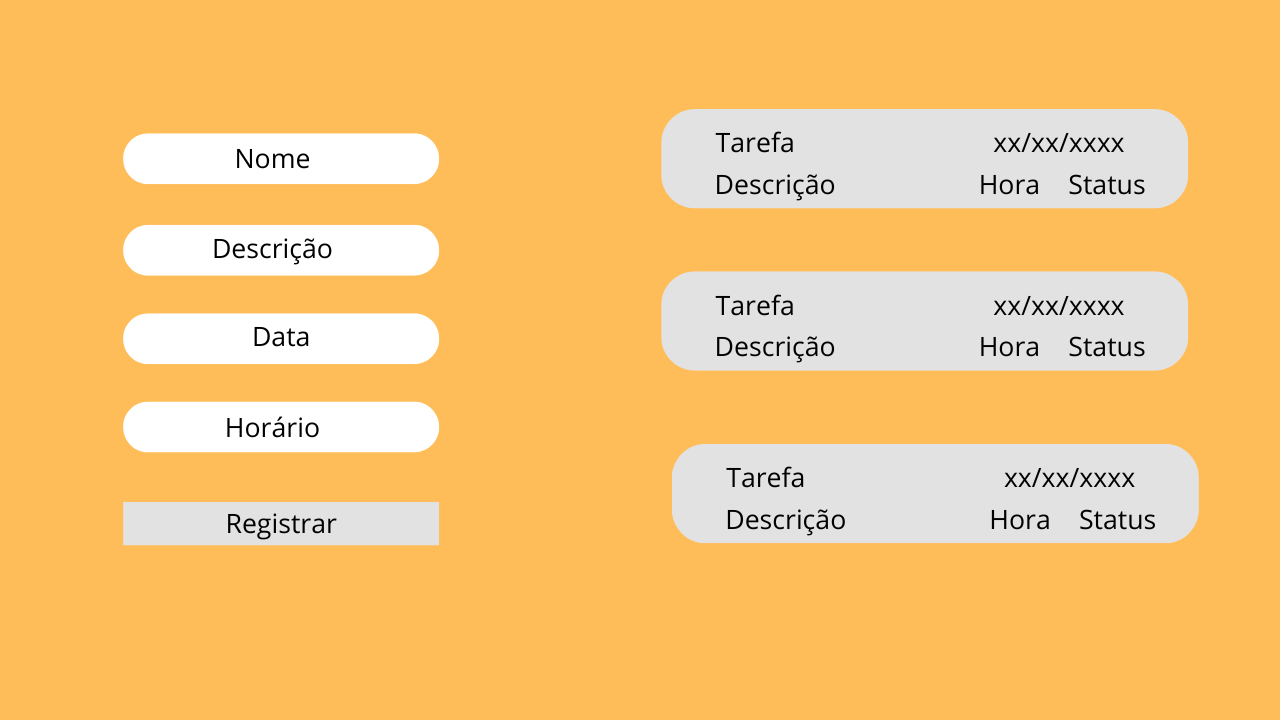 Nome
Descrição
Data
Horário
Registrar
Tarefa xx/xx/xxxx
Descrição Hora Status
Tarefa xx/xx/xxxx
Descrição Hora Status
Tarefa xx/xx/xxxx
Descrição Hora Status